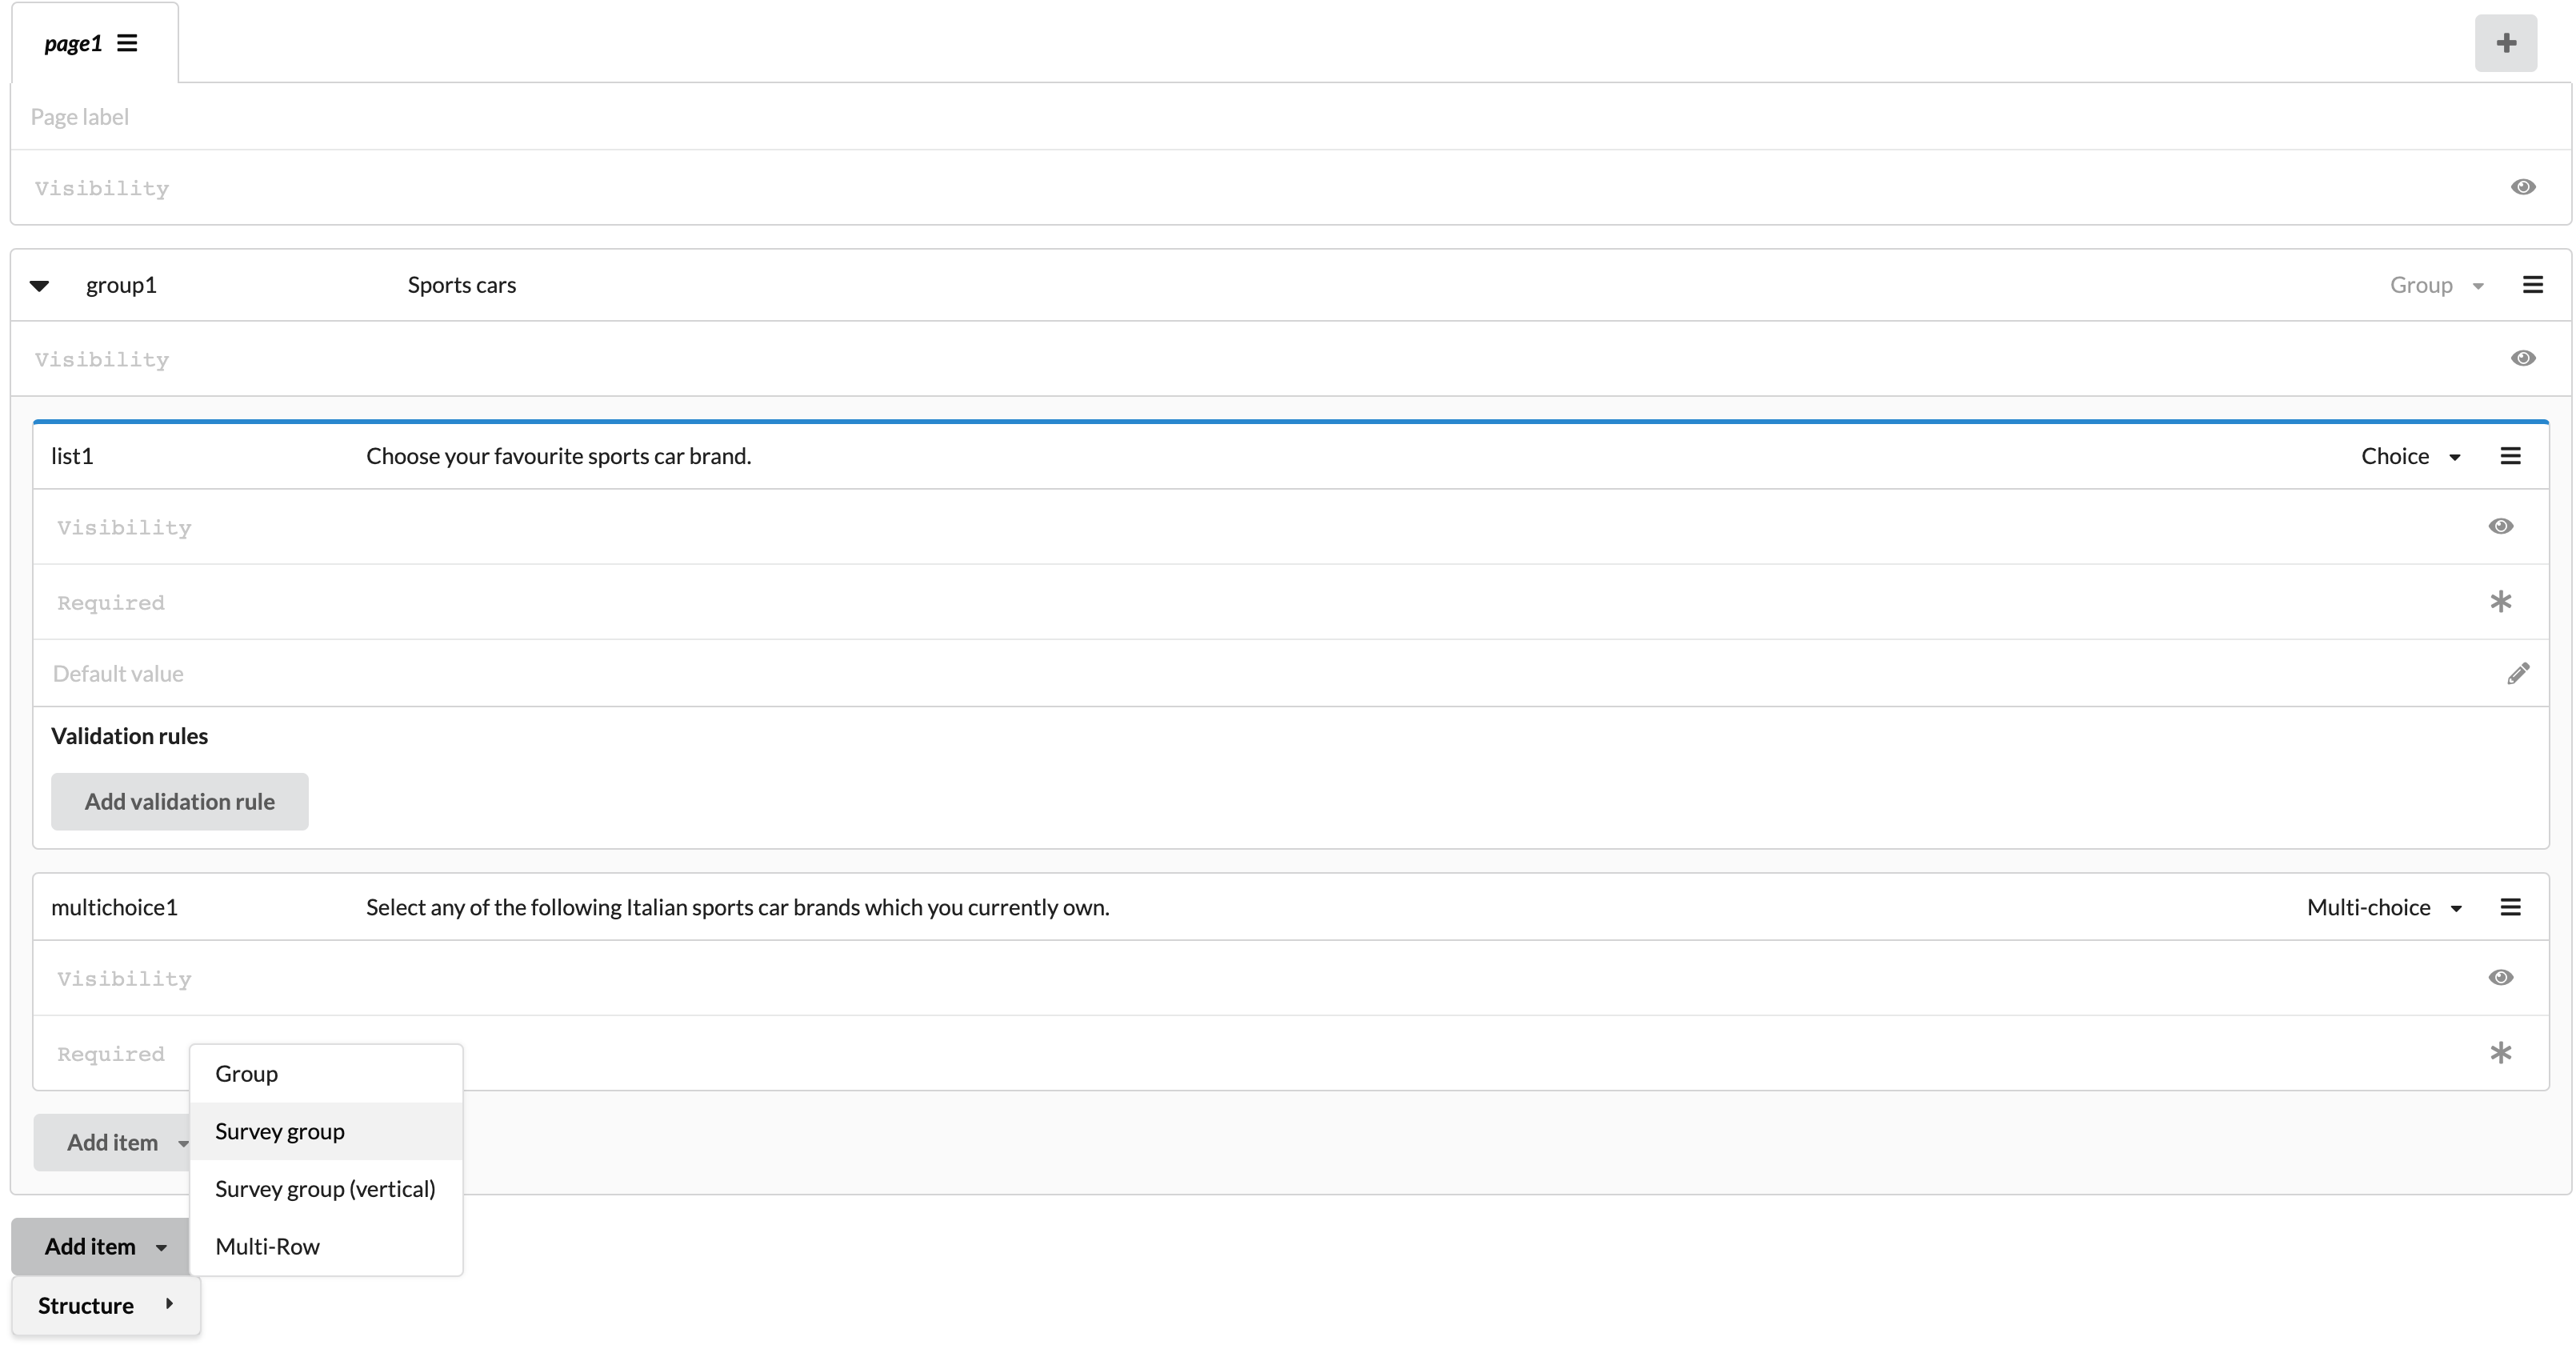 page1
Page label
Visibility
group1 Sports cars Group
Visibility
list1 Choose your favourite sports car brand. Choice
Visibility
Required
Default value
Validation rules
Add validation rule
multichoice1 Select any of the following Italian sports car brands which you currently own. Multi-choice
Visibility
Required
Group
Survey group
Add item
Survey group (vertical)
Add item
Multi-Row
Structure